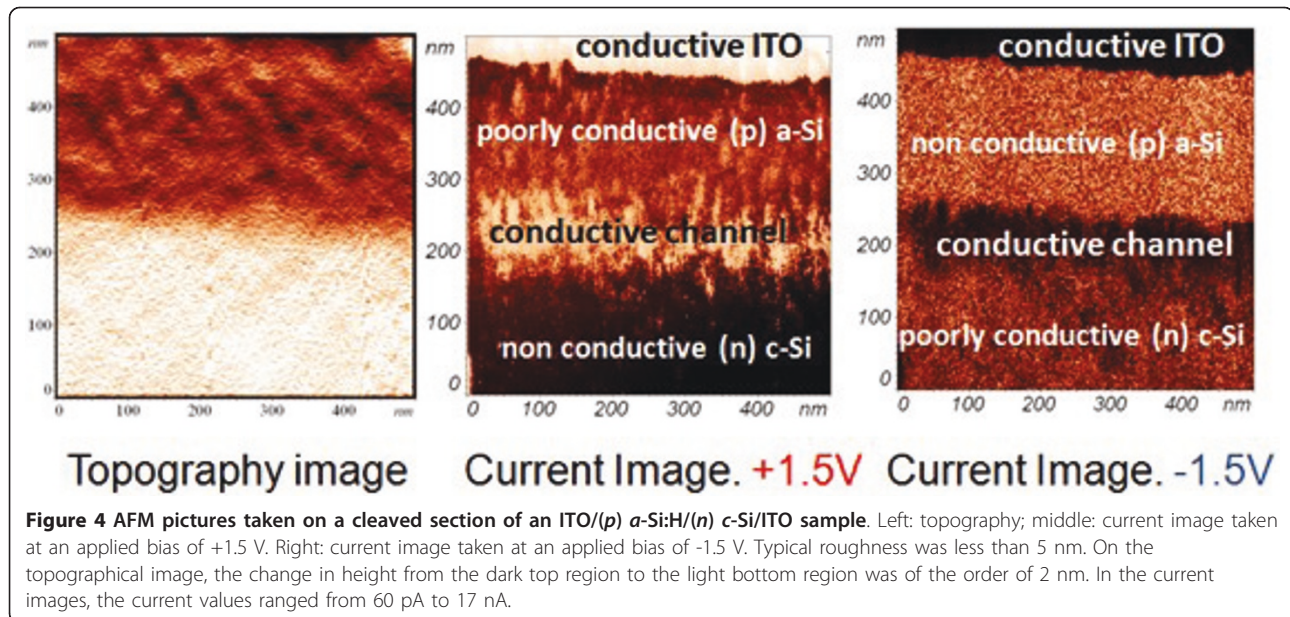 nm
400
300
200
100
0
0 100 200 300 400 nm
Topography image
nm
400
300
200
100
0
0 100 200 300 400 nm
conductive ITO
poorly conductive (p) a-Si
conductive channel
non conductive (n) c-Si
Current Image. +1.5V
nm
400
300
200
100
0
0 100 200 300 400 nm
conductive ITO
non conductive (p) a-Si
conductive channel
poorly conductive (n) c-Si
Current Image. -1.5V
Figure 4 AFM pictures taken on a cleaved section of an ITO/(p) a-Si:H/(n) c-Si/ITO sample. Left: topography; middle: current image taken
at an applied bias of +1.5 V. Right: current image taken at an applied bias of -1.5 V. Typical roughness was less than 5 nm. On the
topographical image, the change in height from the dark top region to the light bottom region was of the order of 2 nm. In the current
images, the current values ranged from 60 pA to 17 nA.